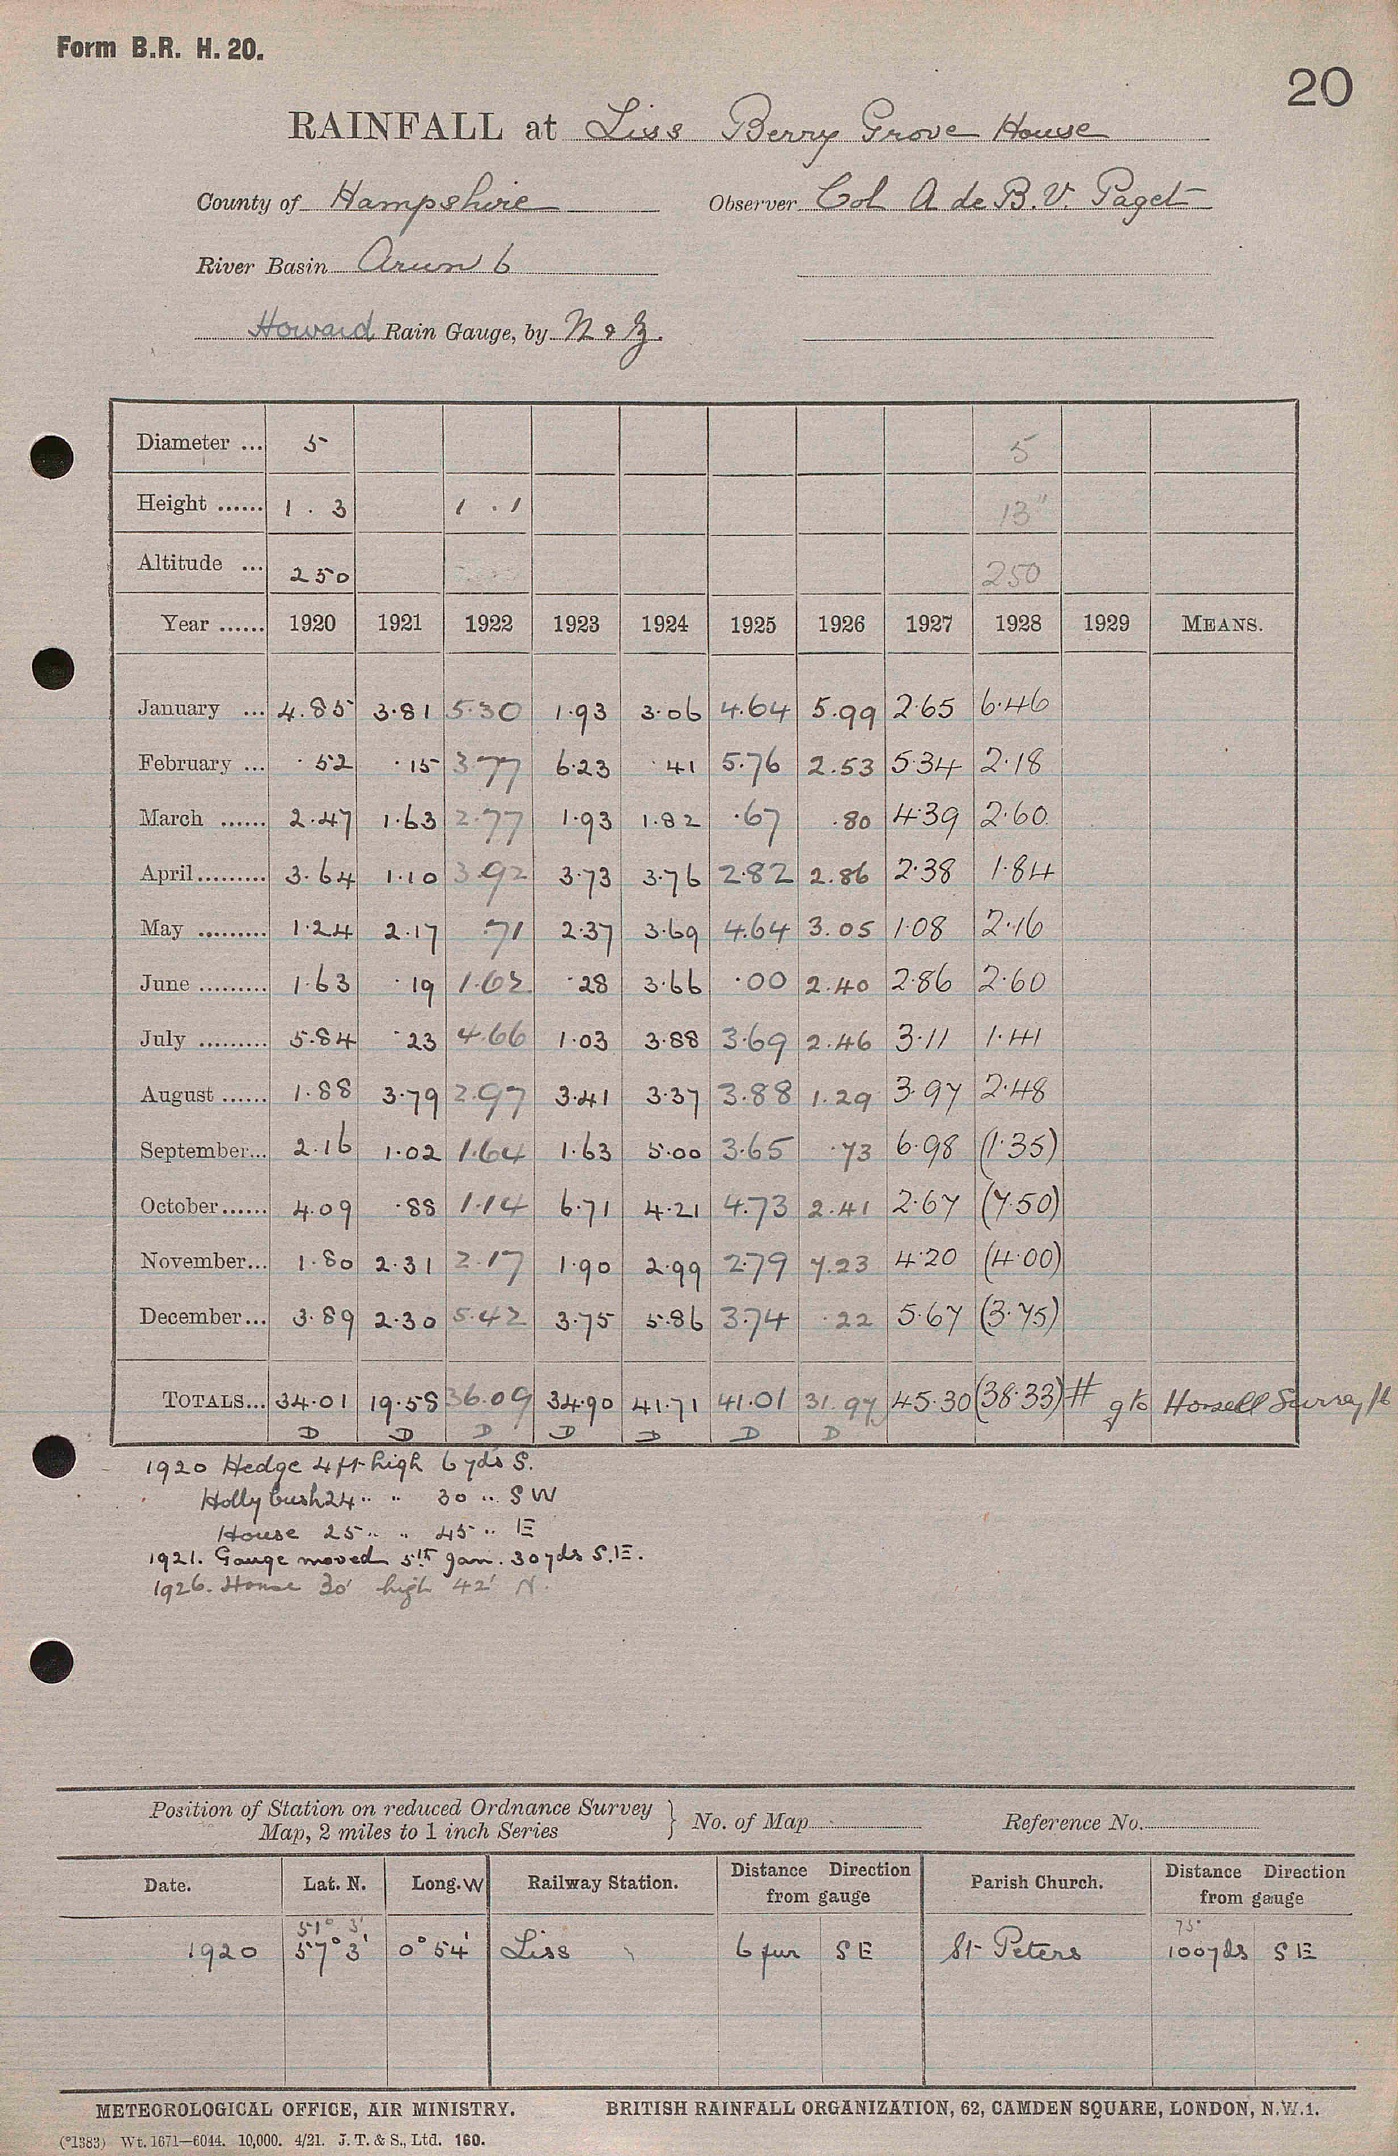 Form B.R. H. 20.
20
RAINFALL at Liss Berry Grove House
County of Hampshire Observer Col A de B.V. Paget
River Basin Arun 6
Howard Rain Gauge, by N & Z.
Diameter ... 5 5
Height ...... 1 . 3 1 . 1 13"
Altitude ... 250 250
Year ...... 1920 1921 1922 1923 1924 1925 1926 1927 1928 1929 MEANS.
January ... 4.85 3.81 5.30 1.93 3.06 4.64 5.99 2.65 6.46
February ... .52 .15 3.77 6.23 .41 5.76 2.53 5.34 2.18
March ...... 2.47 1.63 2.77 1.93 1.82 .67 .80 4.39 2.60
April ......... 3.64 1.10 3.92 3.73 3.76 2.82 2.86 2.38 1.84
May ......... 1.24 2.17 .71 2.37 3.69 4.64 3.05 1.08 2.16
June ......... 1.63 .19 1.62 .28 3.66 .00 2.40 2.86 2.60
July ......... 5.84 .23 4.66 1.03 3.88 3.69 2.46 3.11 1.41
August ...... 1.88 3.79 2.97 3.41 3.37 3.88 1.29 3.97 2.48
September... 2.16 1.02 1.64 1.63 5.00 3.65 .73 6.98 (1.35)
October...... 4.09 .88 1.14 6.71 4.21 4.73 2.41 2.67 (7.50)
November... 1.80 2.31 2.17 1.90 2.99 2.79 7.23 4.20 (4.00)
December... 3.89 2.30 5.42 3.75 5.86 3.74 .22 5.67 (3.75)
TOTALS... 34.01 19.58 36.09 34.90 41.71 41.01 31.97 45.30 (38.33) # g to Horsell Surrey
D D D D D D D
1920 Hedge 4 ft high 6 yds S.
Holly bush 24 " " 30 " SW
House 25 " " 45 " E
1921. Gauge moved 5th Jan. 30 yds S.E.
1926. House 30' high 42' N.
Position of Station on reduced Ordnance Survey
Map, 2 miles to 1 inch Series } No. of Map Reference No.
Date. Lat. N. Long. W Railway Station. Distance Direction from gauge Parish Church. Distance Direction from gauge
51° 3' 75°
1920 57° 3' 0° 54' Liss 6 fur SE St Peters 100 yds SE
METEOROLOGICAL OFFICE, AIR MINISTRY. BRITISH RAINFALL ORGANIZATION, 62, CAMDEN SQUARE, LONDON, N.W.1.
(*1383) Wt. 1671—6044. 10,000. 4/21. J. T. & S., Ltd. 160.